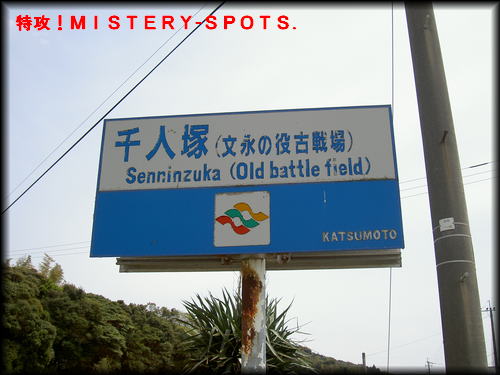 特攻!MISTERY-SPOTS.
千人塚(文永の役古戦場)
Senninzuka (Old battle field)
KATSUMOTO